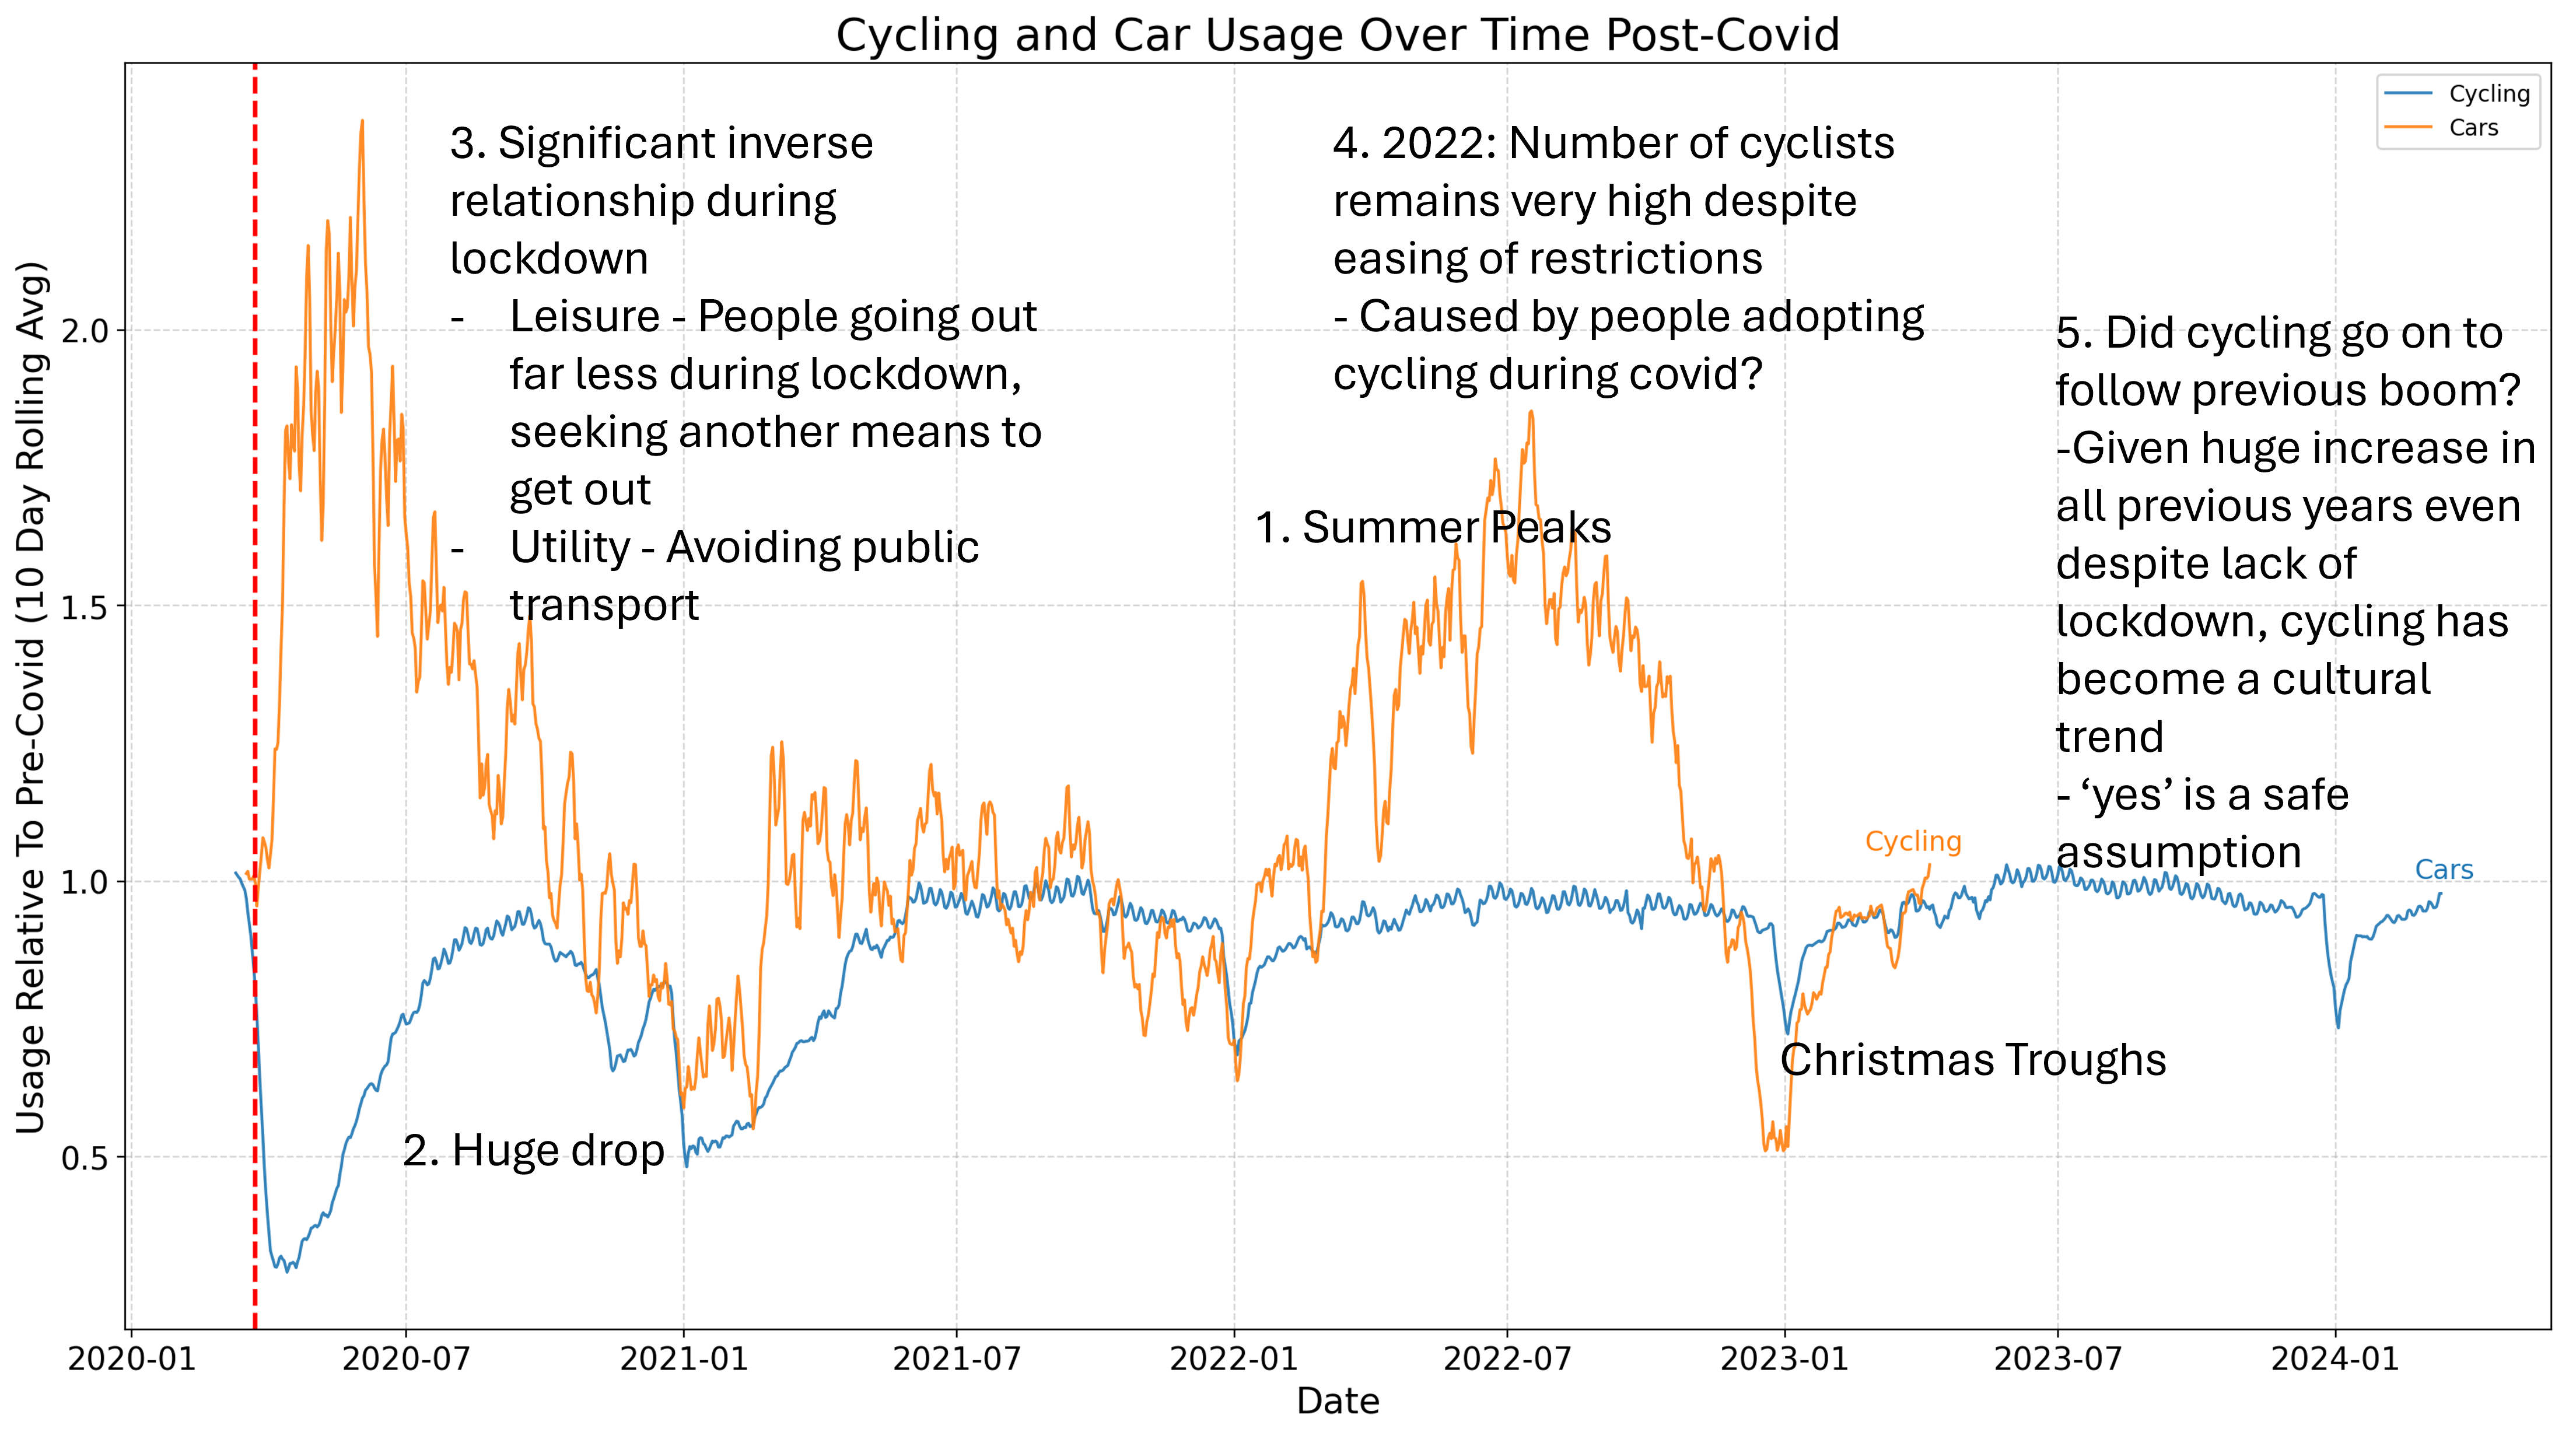 Cycling and Car Usage Over Time Post-Covid
Cycling
Cars
3. Significant inverse
relationship during
lockdown
- Leisure - People going out
far less during lockdown,
seeking another means to
get out
- Utility - Avoiding public
transport
4. 2022: Number of cyclists
remains very high despite
easing of restrictions
- Caused by people adopting
cycling during covid?
5. Did cycling go on to
follow previous boom?
-Given huge increase in
all previous years even
despite lack of
lockdown, cycling has
become a cultural
trend
- ‘yes’ is a safe
assumption
1. Summer Peaks
Cycling
Cars
Christmas Troughs
2. Huge drop
Usage Relative To Pre-Covid (10 Day Rolling Avg)
2.0
1.5
1.0
0.5
2020-01
2020-07
2021-01
2021-07
2022-01
2022-07
2023-01
2023-07
2024-01
Date